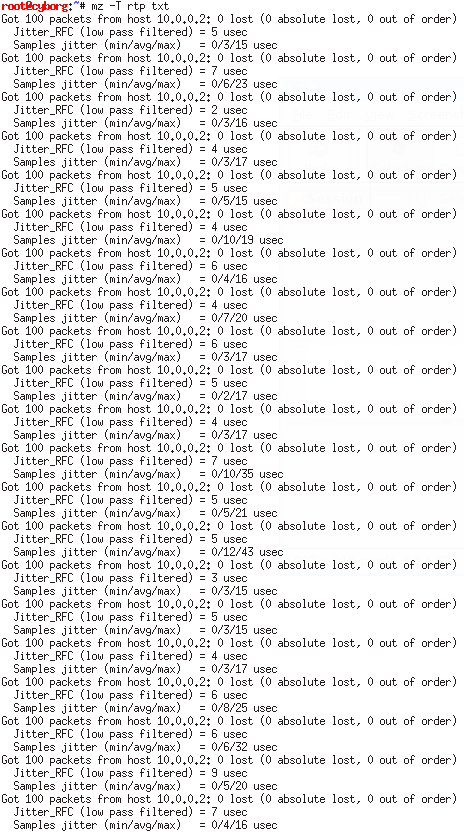 root@cyborg:~# mz -T rtp txt
Got 100 packets from host 10.0.0.2: 0 lost (0 absolute lost, 0 out of order)
Jitter_RFC (low pass filtered) = 5 usec
Samples jitter (min/avg/max) = 0/3/15 usec
Got 100 packets from host 10.0.0.2: 0 lost (0 absolute lost, 0 out of order)
Jitter_RFC (low pass filtered) = 7 usec
Samples jitter (min/avg/max) = 0/6/23 usec
Got 100 packets from host 10.0.0.2: 0 lost (0 absolute lost, 0 out of order)
Jitter_RFC (low pass filtered) = 2 usec
Samples jitter (min/avg/max) = 0/3/16 usec
Got 100 packets from host 10.0.0.2: 0 lost (0 absolute lost, 0 out of order)
Jitter_RFC (low pass filtered) = 4 usec
Samples jitter (min/avg/max) = 0/3/17 usec
Got 100 packets from host 10.0.0.2: 0 lost (0 absolute lost, 0 out of order)
Jitter_RFC (low pass filtered) = 5 usec
Samples jitter (min/avg/max) = 0/5/15 usec
Got 100 packets from host 10.0.0.2: 0 lost (0 absolute lost, 0 out of order)
Jitter_RFC (low pass filtered) = 4 usec
Samples jitter (min/avg/max) = 0/10/19 usec
Got 100 packets from host 10.0.0.2: 0 lost (0 absolute lost, 0 out of order)
Jitter_RFC (low pass filtered) = 6 usec
Samples jitter (min/avg/max) = 0/4/16 usec
Got 100 packets from host 10.0.0.2: 0 lost (0 absolute lost, 0 out of order)
Jitter_RFC (low pass filtered) = 4 usec
Samples jitter (min/avg/max) = 0/7/20 usec
Got 100 packets from host 10.0.0.2: 0 lost (0 absolute lost, 0 out of order)
Jitter_RFC (low pass filtered) = 6 usec
Samples jitter (min/avg/max) = 0/3/17 usec
Got 100 packets from host 10.0.0.2: 0 lost (0 absolute lost, 0 out of order)
Jitter_RFC (low pass filtered) = 5 usec
Samples jitter (min/avg/max) = 0/2/17 usec
Got 100 packets from host 10.0.0.2: 0 lost (0 absolute lost, 0 out of order)
Jitter_RFC (low pass filtered) = 4 usec
Samples jitter (min/avg/max) = 0/3/17 usec
Got 100 packets from host 10.0.0.2: 0 lost (0 absolute lost, 0 out of order)
Jitter_RFC (low pass filtered) = 7 usec
Samples jitter (min/avg/max) = 0/10/35 usec
Got 100 packets from host 10.0.0.2: 0 lost (0 absolute lost, 0 out of order)
Jitter_RFC (low pass filtered) = 5 usec
Samples jitter (min/avg/max) = 0/5/21 usec
Got 100 packets from host 10.0.0.2: 0 lost (0 absolute lost, 0 out of order)
Jitter_RFC (low pass filtered) = 5 usec
Samples jitter (min/avg/max) = 0/12/43 usec
Got 100 packets from host 10.0.0.2: 0 lost (0 absolute lost, 0 out of order)
Jitter_RFC (low pass filtered) = 3 usec
Samples jitter (min/avg/max) = 0/3/15 usec
Got 100 packets from host 10.0.0.2: 0 lost (0 absolute lost, 0 out of order)
Jitter_RFC (low pass filtered) = 5 usec
Samples jitter (min/avg/max) = 0/3/15 usec
Got 100 packets from host 10.0.0.2: 0 lost (0 absolute lost, 0 out of order)
Jitter_RFC (low pass filtered) = 4 usec
Samples jitter (min/avg/max) = 0/3/17 usec
Got 100 packets from host 10.0.0.2: 0 lost (0 absolute lost, 0 out of order)
Jitter_RFC (low pass filtered) = 6 usec
Samples jitter (min/avg/max) = 0/8/25 usec
Got 100 packets from host 10.0.0.2: 0 lost (0 absolute lost, 0 out of order)
Jitter_RFC (low pass filtered) = 6 usec
Samples jitter (min/avg/max) = 0/6/32 usec
Got 100 packets from host 10.0.0.2: 0 lost (0 absolute lost, 0 out of order)
Jitter_RFC (low pass filtered) = 9 usec
Samples jitter (min/avg/max) = 0/5/20 usec
Got 100 packets from host 10.0.0.2: 0 lost (0 absolute lost, 0 out of order)
Jitter_RFC (low pass filtered) = 7 usec
Samples jitter (min/avg/max) = 0/4/16 usec